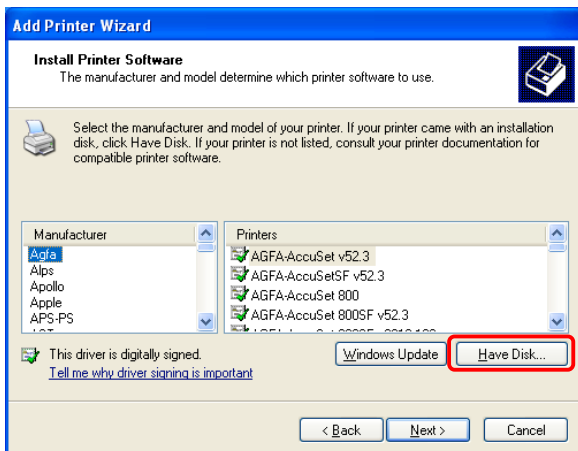 Add Printer Wizard
Install Printer Software
The manufacturer and model determine which printer software to use.
Select the manufacturer and model of your printer. If your printer came with an installation
disk, click Have Disk. If your printer is not listed, consult your printer documentation for
compatible printer software.
Manufacturer
Agfa
Alps
Apollo
Apple
APS-PS
Printers
AGFA-AccuSet v52.3
AGFA-AccuSetSF v52.3
AGFA-AccuSet 800
AGFA-AccuSet 800SF v52.3
This driver is digitally signed.
Tell me why driver signing is important
Windows Update
Have Disk...
< Back
Next >
Cancel